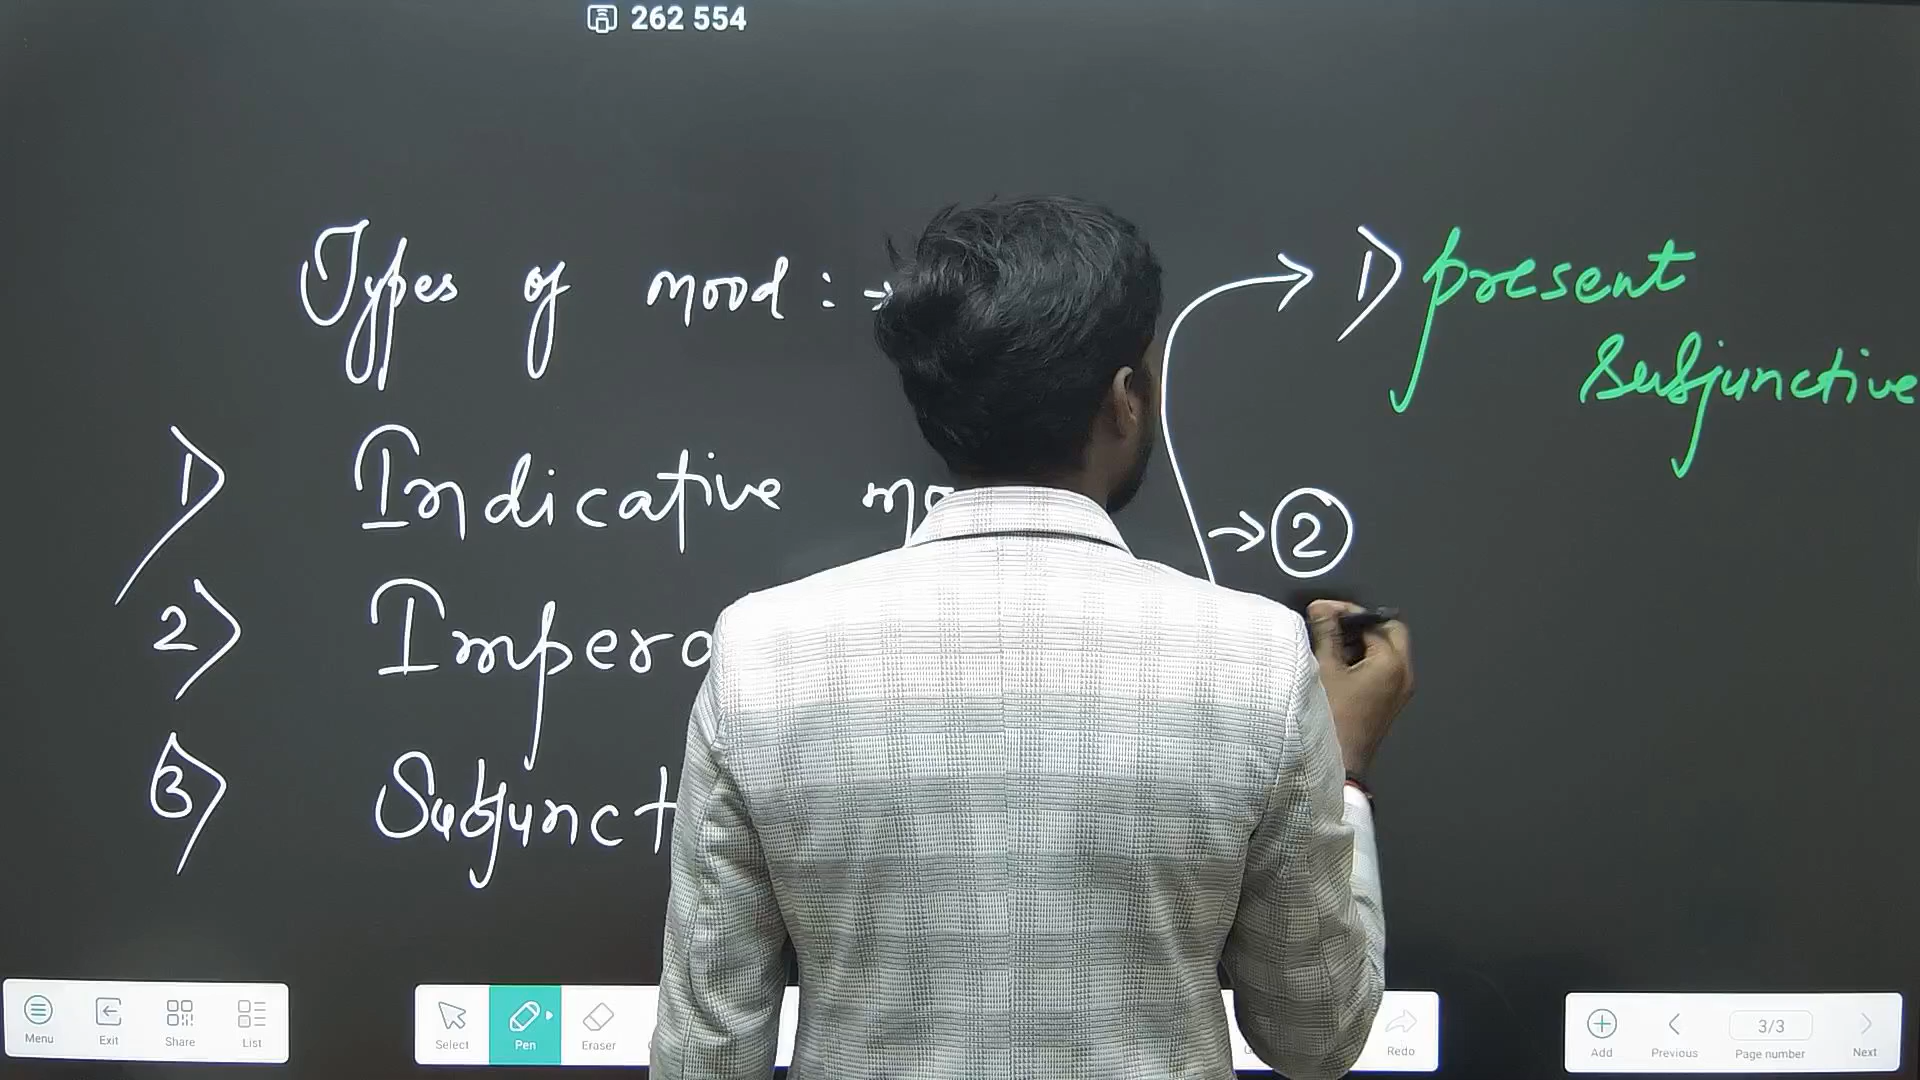 262 554
Types of mood : →
1) Indicative mo
2) Impera
3) Subjunct
→ 1) present
subjunctive
→ 2
Menu
Exit
Share
List
Select
Pen
Eraser
Redo
Add
Previous
3/3
Page number
Next